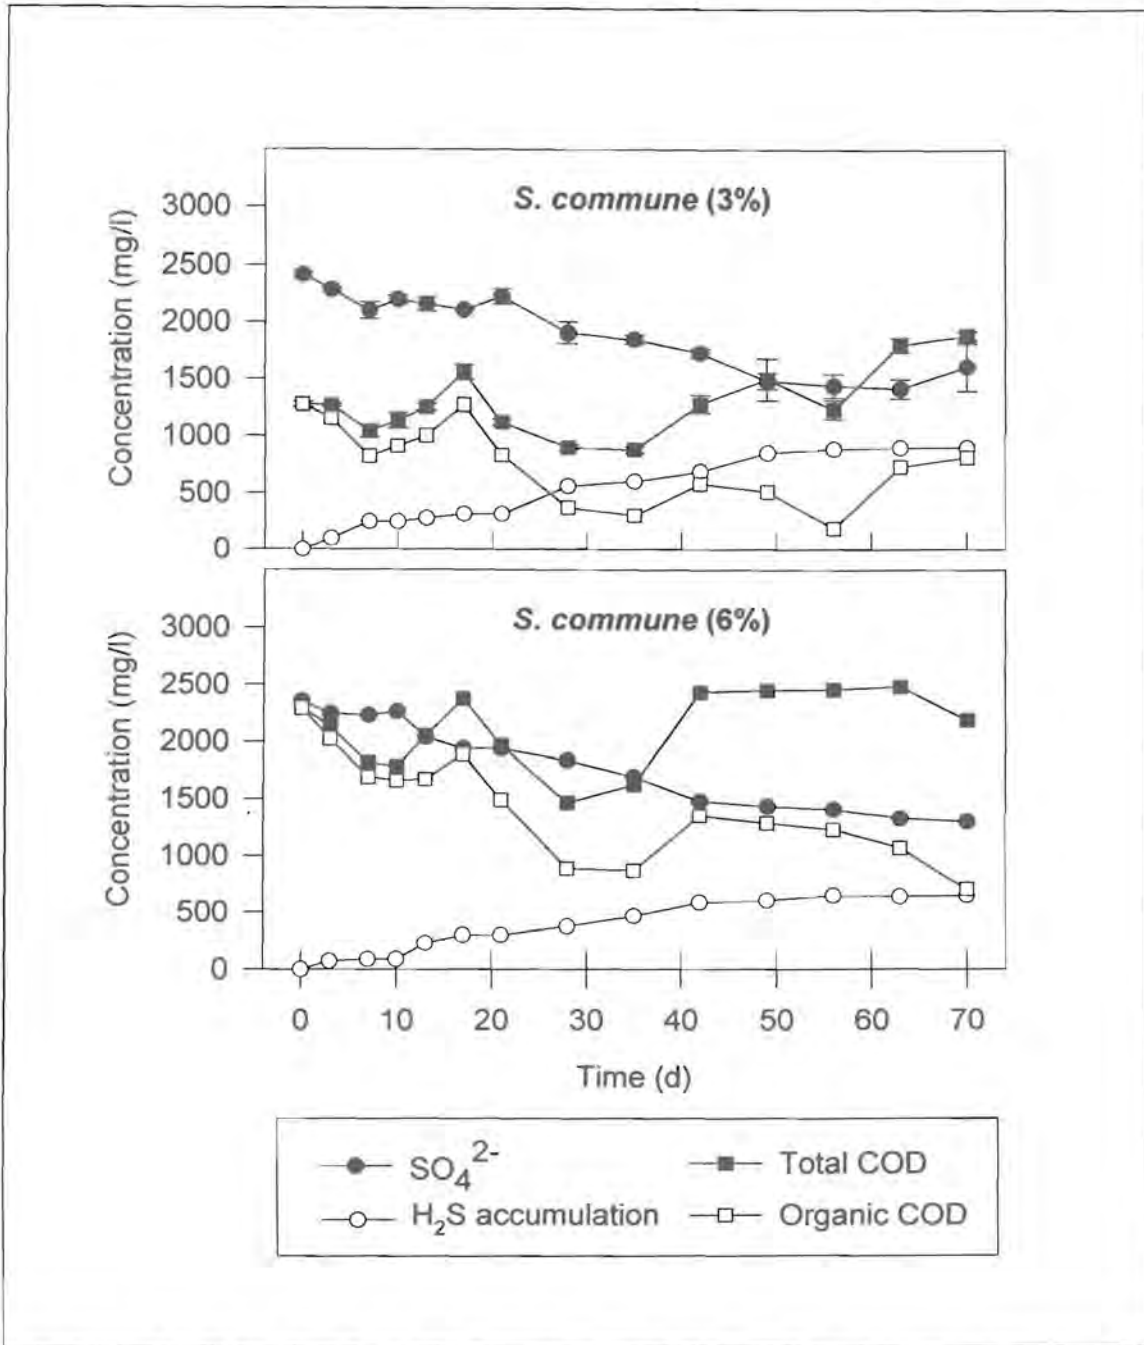 S. commune (3%)
Concentration (mg/l)
3000
2500
2000
1500
1000
500
0
S. commune (6%)
Concentration (mg/l)
3000
2500
2000
1500
1000
500
0
0 10 20 30 40 50 60 70
Time (d)
SO₄²⁻ Total COD
H₂S accumulation Organic COD